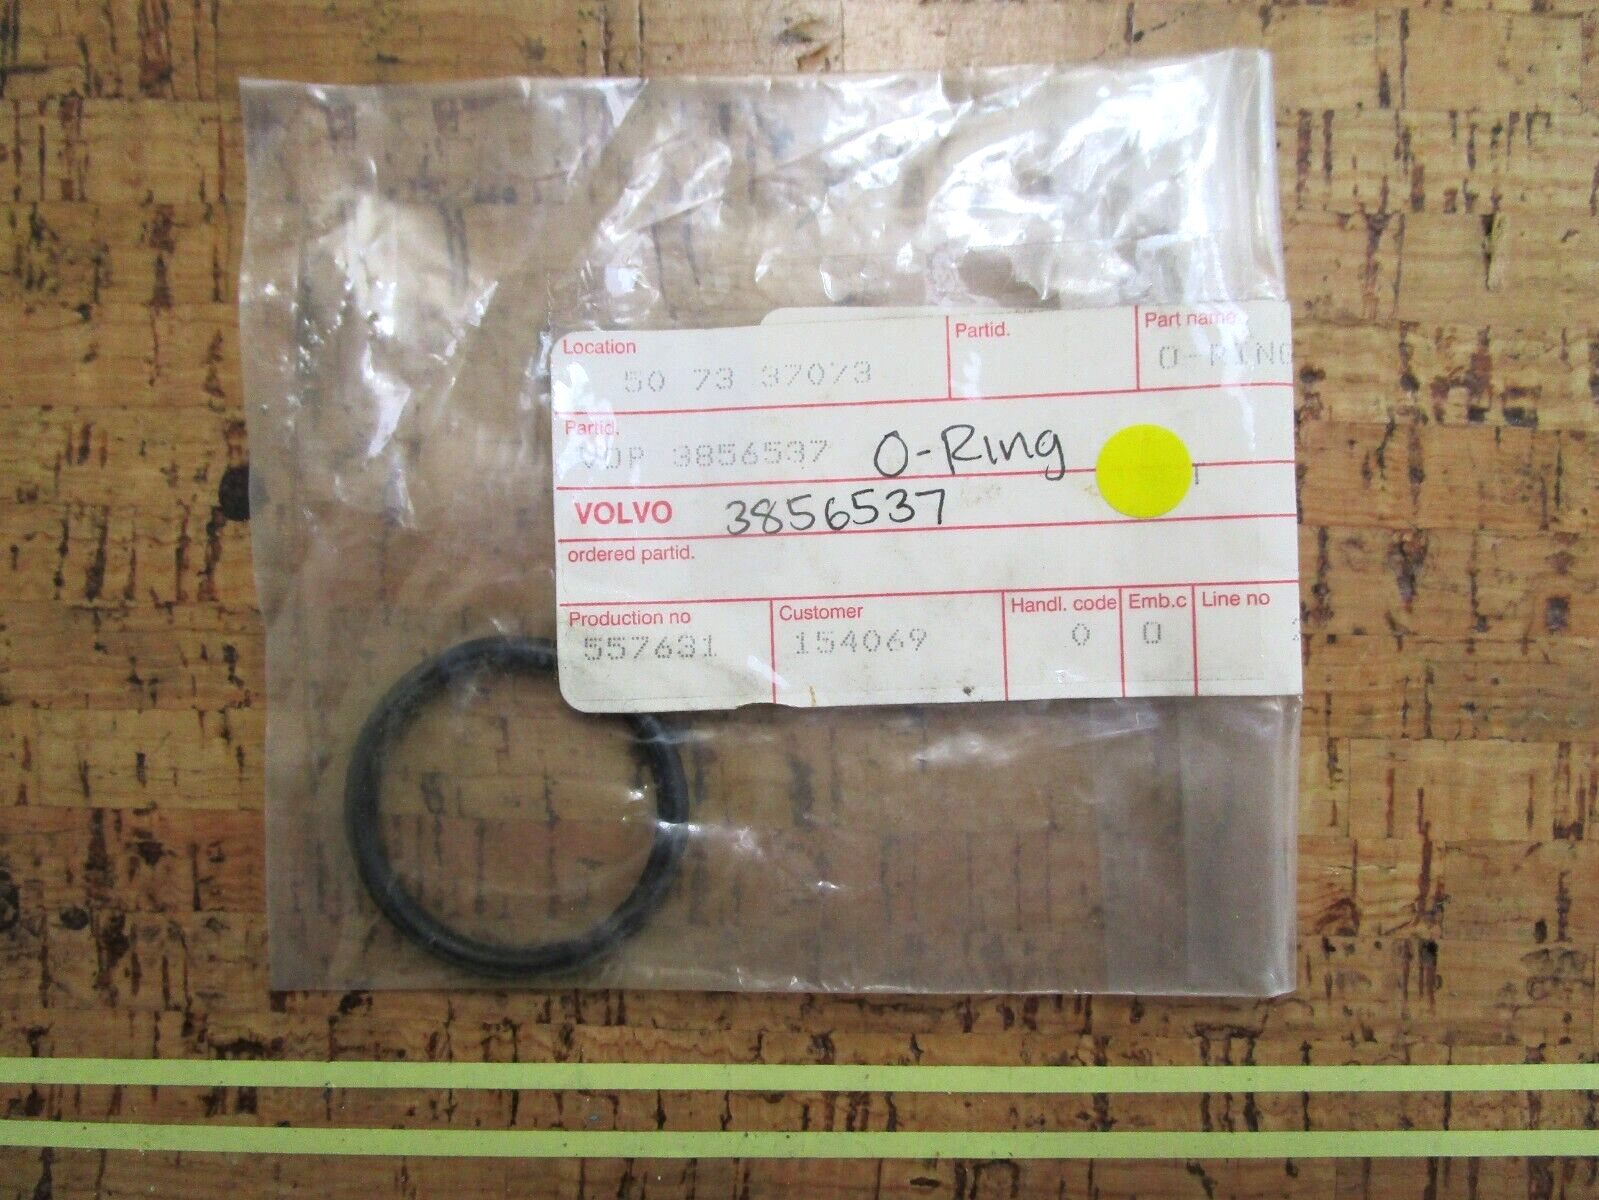 Location
Partid.
Part name
50 73 37073
O-RING
Partid.
VOP 3856537 O-Ring
VOLVO 3856537
ordered partid.
Production no
Customer
Handl. code
Emb.c
Line no
557631
154069
0
0